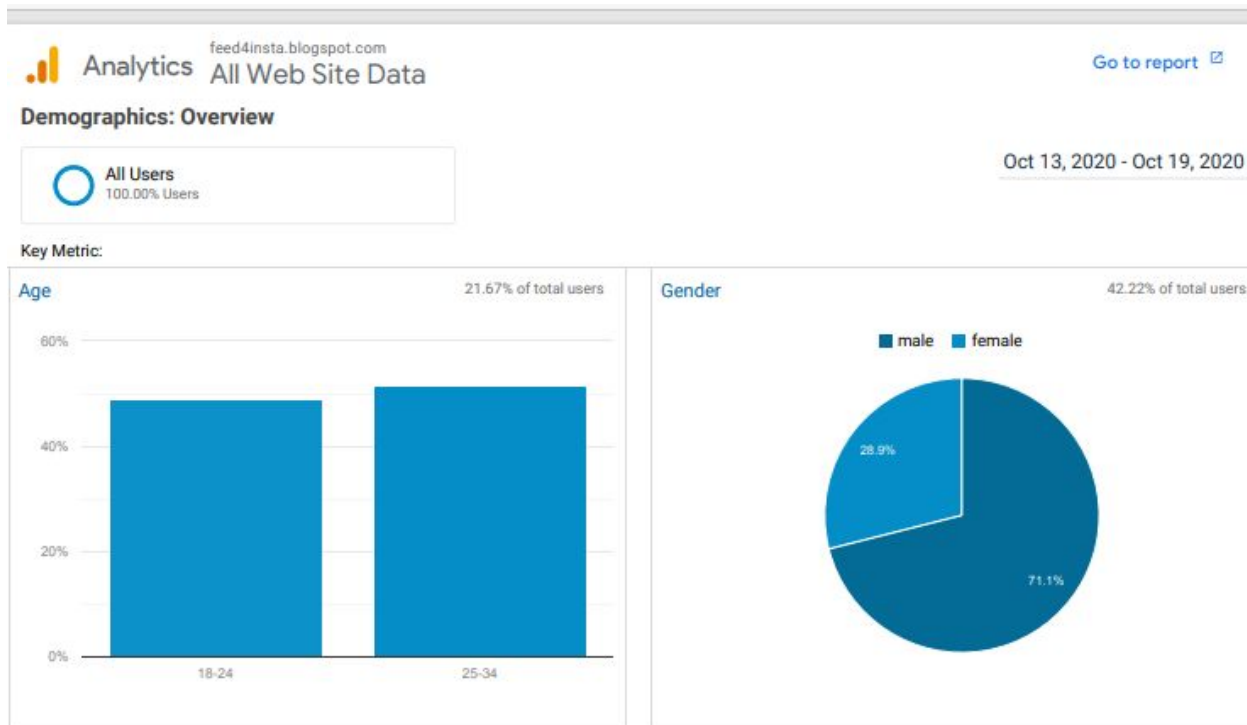 feed4insta.blogspot.com
Analytics All Web Site Data
Go to report
Demographics: Overview
All Users
100.00% Users
Oct 13, 2020 - Oct 19, 2020
Key Metric:
Age
21.67% of total users
60%
40%
20%
0%
18-24
25-34
Gender
42.22% of total users
male female
28.9%
71.1%